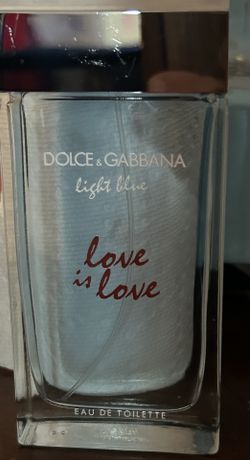 DOLCE & GABBANA
light blue
love
is love
EAU DE TOILETTE